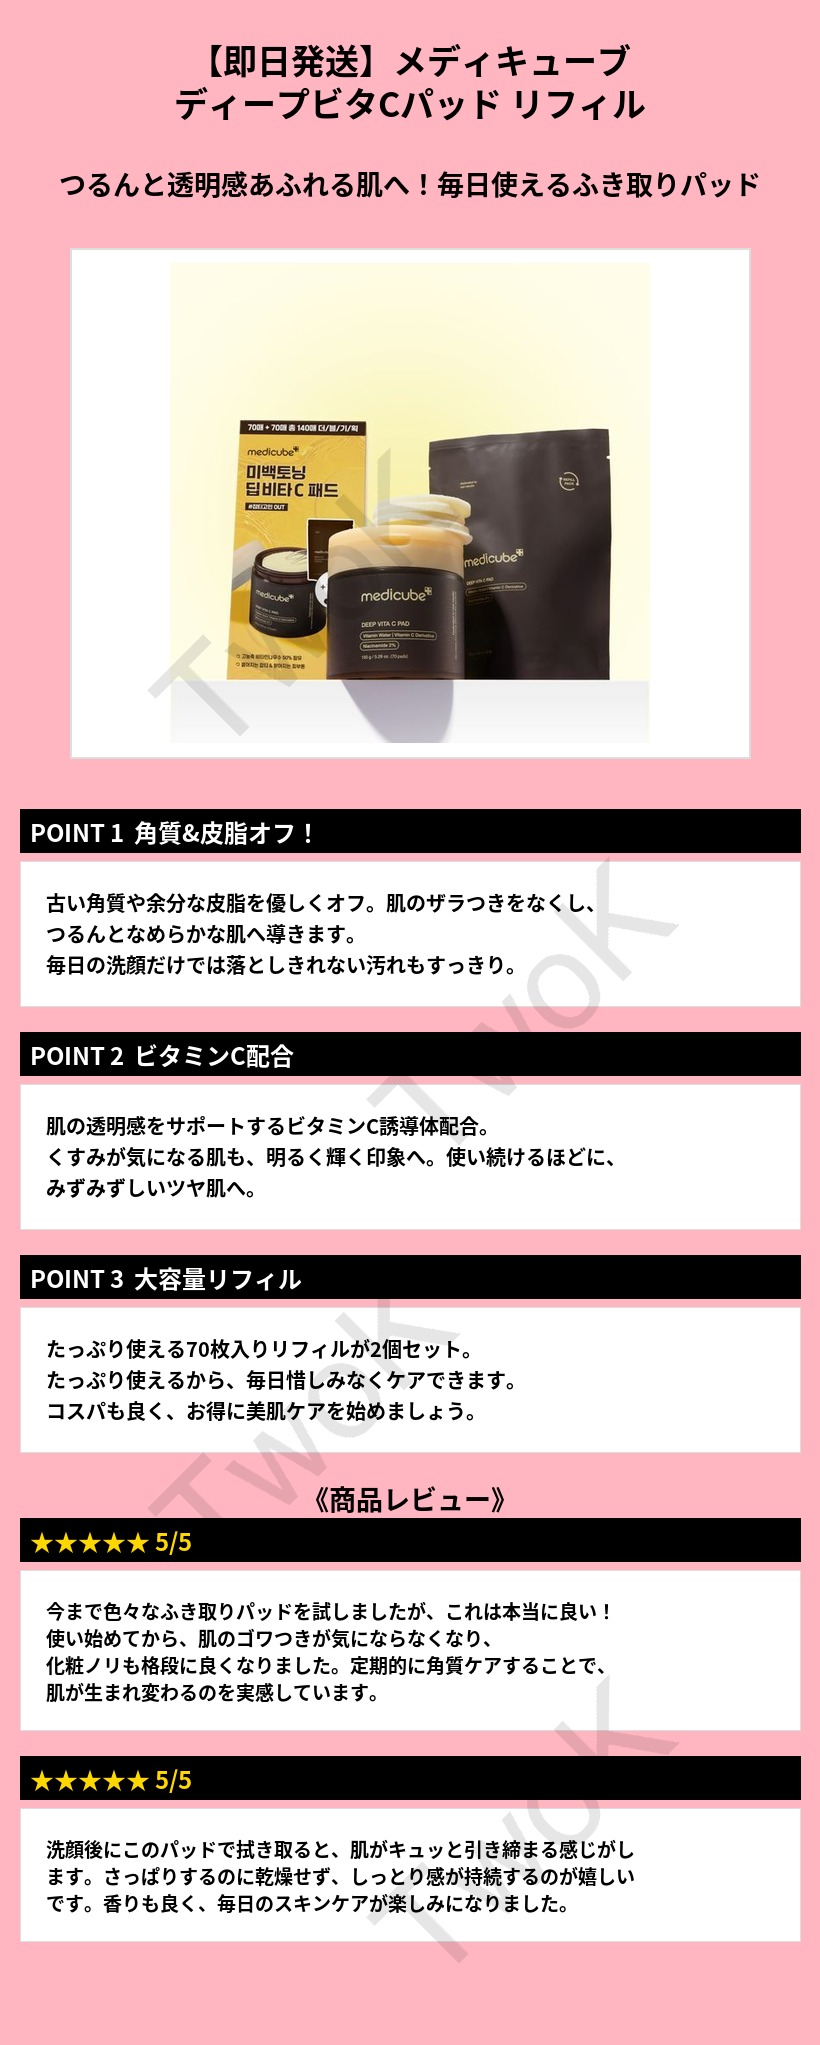 【即日発送】メディキューブ
ディープビタCパッド リフィル
つるんと透明感あふれる肌へ！毎日使えるふき取りパッド
70매 + 70매 총 140매 더/블/기/획
medicube
미백토닝
딥비타C 패드
#잡티고민 OUT
medicube
DEEP VITA C PAD
medicube
DEEP VITA C PAD
Vitamin Water | Vitamin C Derivative
Niacinamide 2%
REFILL PACK
medicube
DEEP VITA C PAD
POINT 1 角質&皮脂オフ！
古い角質や余分な皮脂を優しくオフ。肌のザラつきをなくし、
つるんとなめらかな肌へ導きます。
毎日の洗顔だけでは落としきれない汚れもすっきり。
POINT 2 ビタミンC配合
肌の透明感をサポートするビタミンC誘導体配合。
くすみが気になる肌も、明るく輝く印象へ。使い続けるほどに、
みずみずしいツヤ肌へ。
POINT 3 大容量リフィル
たっぷり使える70枚入りリフィルが2個セット。
たっぷり使えるから、毎日惜しみなくケアできます。
コスパも良く、お得に美肌ケアを始めましょう。
《商品レビュー》
★★★★★ 5/5
今まで色々なふき取りパッドを試しましたが、これは本当に良い！
使い始めてから、肌のゴワつきが気にならなくなり、
化粧ノリも格段に良くなりました。定期的に角質ケアすることで、
肌が生まれ変わるのを実感しています。
★★★★★ 5/5
洗顔後にこのパッドで拭き取ると、肌がキュッと引き締まる感じがし
ます。さっぱりするのに乾燥せず、しっとり感が持続するのが嬉しい
です。香りも良く、毎日のスキンケアが楽しみになりました。
TwoK
TwoK
TwoK
TwoK